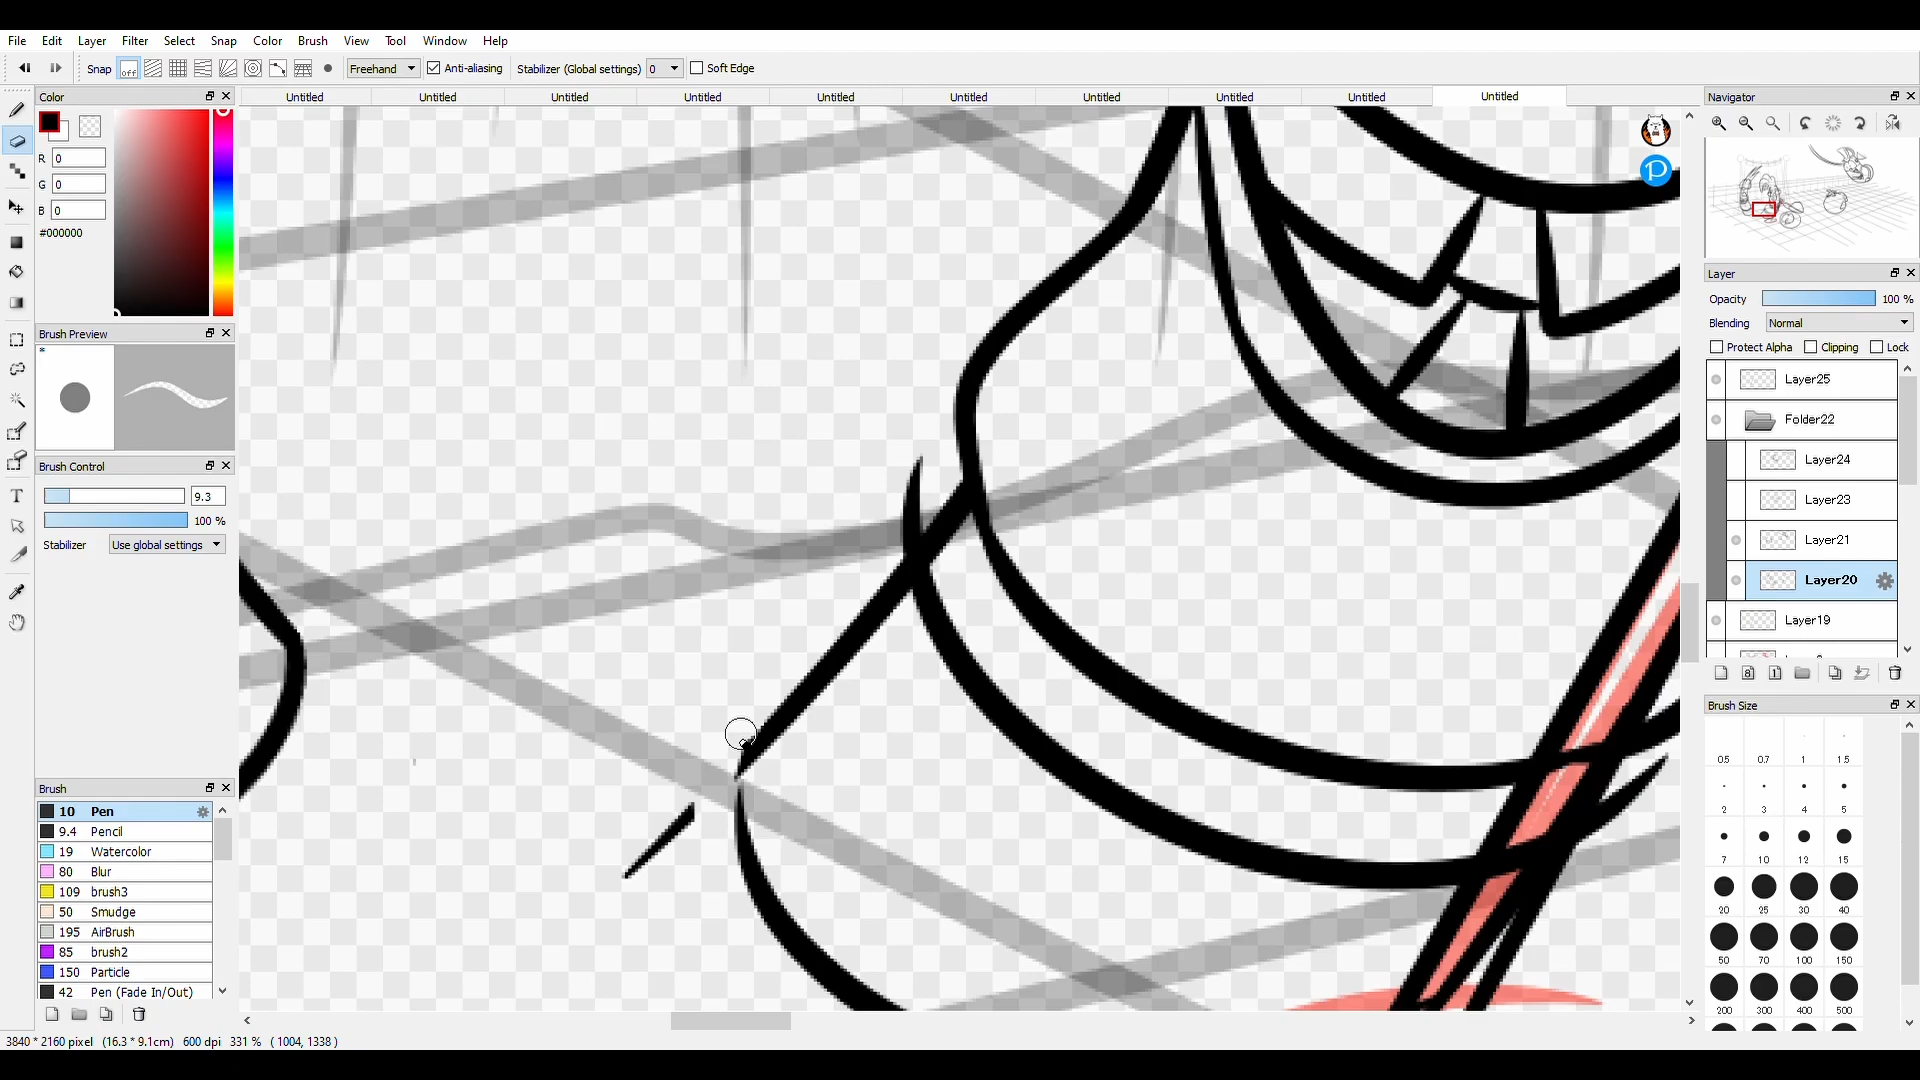 File Edit Layer Filter Select Snap Color Brush View Tool Window Help
Snap off Freehand Anti-aliasing Stabilizer (Global settings) 0 Soft Edge
Color
Untitled Untitled Untitled Untitled Untitled Untitled Untitled Untitled Untitled Untitled
Navigator
R 0
G 0
B 0
#000000
P
Layer
Opacity 100 %
Blending Normal
Protect Alpha Clipping Lock
Layer25
Folder22
Layer24
Layer23
Layer21
Layer20
Layer19
Brush Preview
*
Brush Control
9.3
100 %
Stabilizer Use global settings
T
8 1
Brush Size
0.5 0.7 1 1.5
2 3 4 5
7 10 12 15
20 25 30 40
50 70 100 150
200 300 400 500
Brush
10 Pen
9.4 Pencil
19 Watercolor
80 Blur
109 brush3
50 Smudge
195 AirBrush
85 brush2
150 Particle
42 Pen (Fade In/Out)
3840 * 2160 pixel (16.3 * 9.1cm) 600 dpi 331 % ( 1004, 1338 )